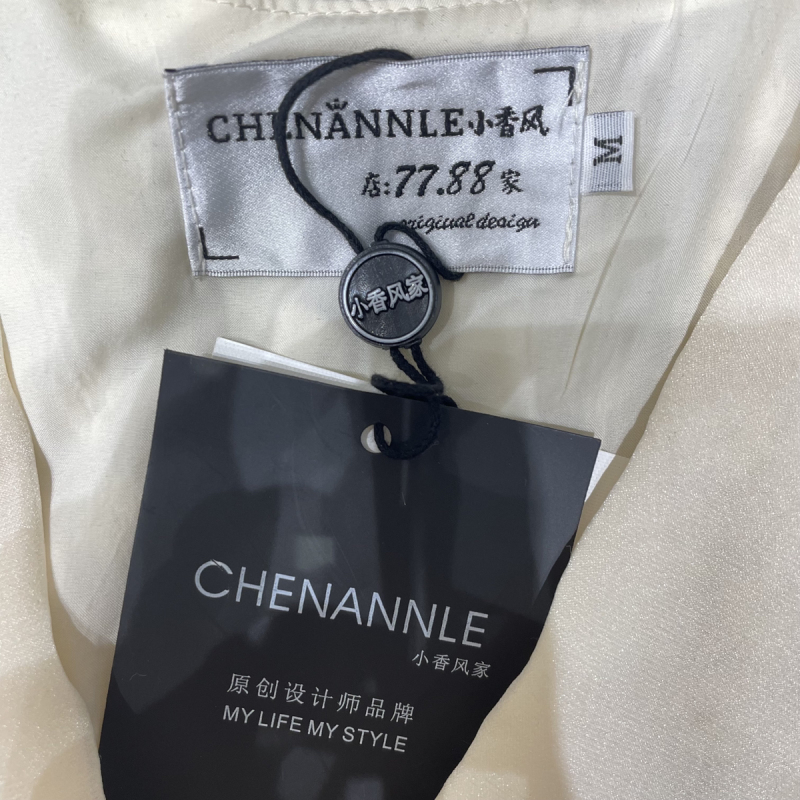 CHENANNLE小香风
店:77.88家
original design
M
小香风家
CHENANNLE
小香风家
原创设计师品牌
MY LIFE MY STYLE